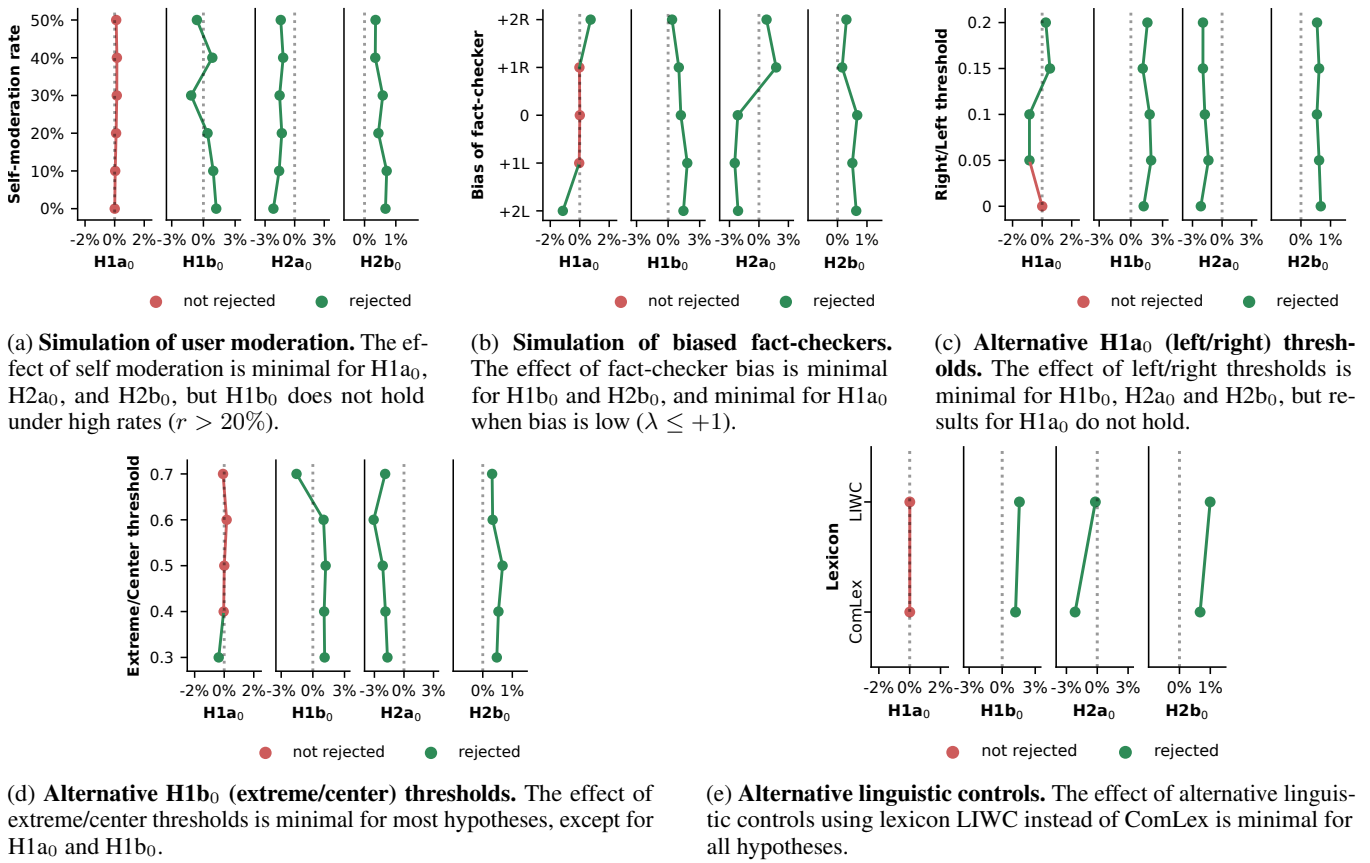 Self-moderation rate
50%
40%
30%
20%
10%
0%
-2% 0% 2%
H1a₀
0% 3%
H1b₀
-3% 0% 3%
H2a₀
0% 1%
H2b₀
not rejected rejected
(a) Simulation of user moderation. The ef-
fect of self moderation is minimal for H1a₀,
H2a₀, and H2b₀, but H1b₀ does not hold
under high rates (r > 20%).
Bias of fact-checker
+2R
+1R
0
+1L
+2L
-2% 0% 2%
H1a₀
0% 3%
H1b₀
-3% 0% 3%
H2a₀
0% 1%
H2b₀
not rejected rejected
(b) Simulation of biased fact-checkers.
The effect of fact-checker bias is minimal
for H1b₀ and H2b₀, and minimal for H1a₀
when bias is low (λ ≤ +1).
Right/Left threshold
0.2
0.15
0.1
0.05
0
-2% 0% 2%
H1a₀
0% 3%
H1b₀
-3% 0%
H2a₀
0% 1%
H2b₀
not rejected rejected
(c) Alternative H1a₀ (left/right) thresh-
olds. The effect of left/right thresholds is
minimal for H1b₀, H2a₀ and H2b₀, but re-
sults for H1a₀ do not hold.
Extreme/Center threshold
0.7
0.6
0.5
0.4
0.3
-2% 0% 2%
H1a₀
-3% 0% 3%
H1b₀
-3% 0% 3%
H2a₀
0% 1%
H2b₀
not rejected rejected
(d) Alternative H1b₀ (extreme/center) thresholds. The effect of
extreme/center thresholds is minimal for most hypotheses, except for
H1a₀ and H1b₀.
Lexicon
LIWC
ComLex
-2% 0% 2%
H1a₀
-3% 0% 3%
H1b₀
-3% 0% 3%
H2a₀
0% 1%
H2b₀
not rejected rejected
(e) Alternative linguistic controls. The effect of alternative linguis-
tic controls using lexicon LIWC instead of ComLex is minimal for
all hypotheses.